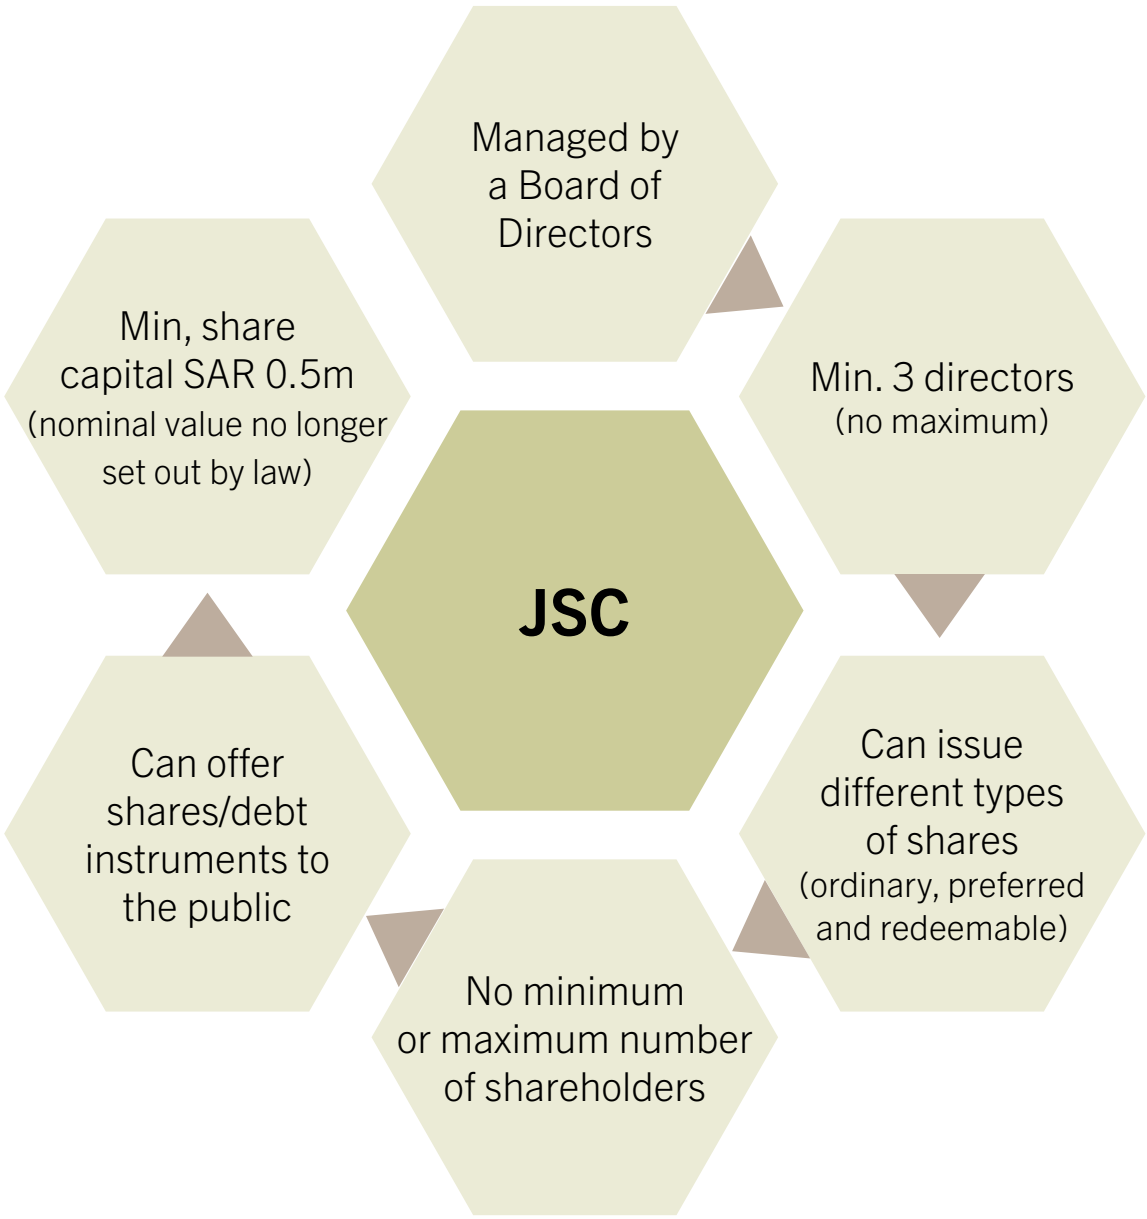 Managed by
a Board of
Directors
Min. 3 directors
(no maximum)
Can issue
different types
of shares
(ordinary, preferred
and redeemable)
No minimum
or maximum number
of shareholders
Can offer
shares/debt
instruments to
the public
Min, share
capital SAR 0.5m
(nominal value no longer
set out by law)
JSC